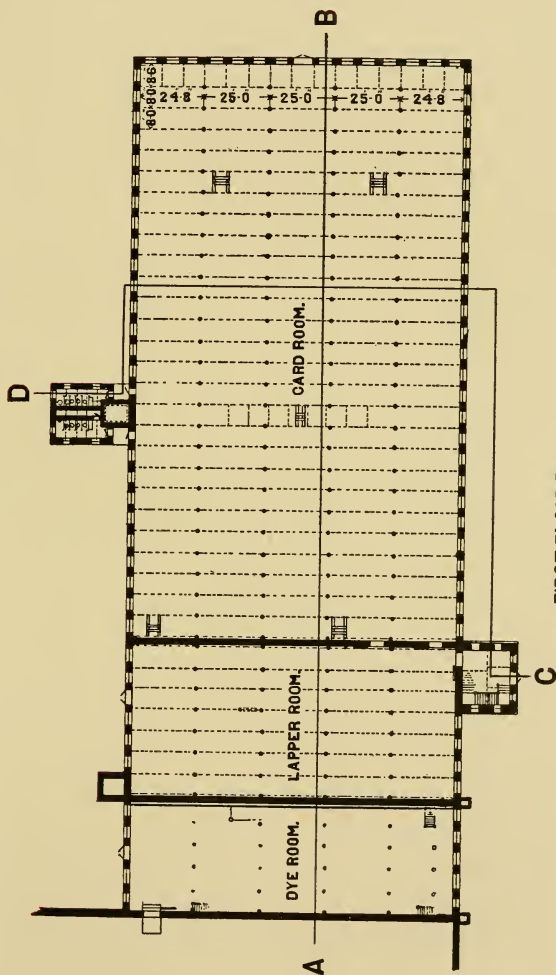 B
8·0 8·0 8·6
24·8 25·0 25·0 25·0 24·8
D
CARD ROOM.
LAPPER ROOM.
C
DYE ROOM.
A